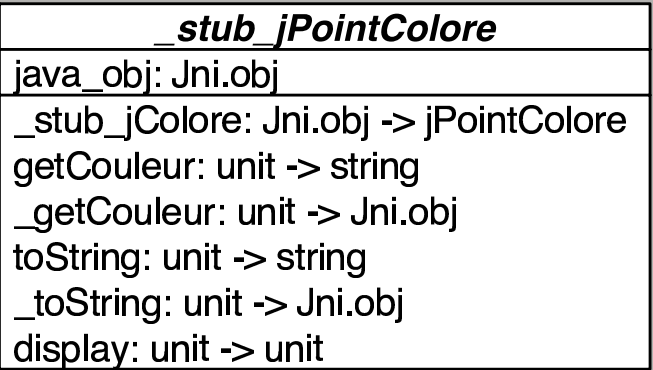 _stub_jPointColore
java_obj: Jni.obj
_stub_jColore: Jni.obj -> jPointColore
getCouleur: unit -> string
_getCouleur: unit -> Jni.obj
toString: unit -> string
_toString: unit -> Jni.obj
display: unit -> unit